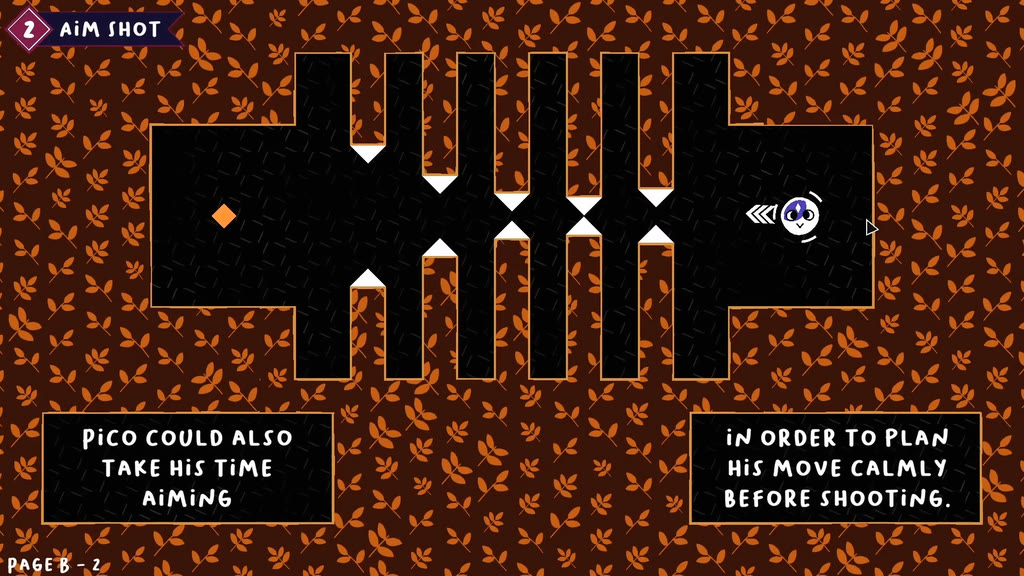 2 AiM SHOT
PiCO COULD ALSO
TAKE HiS TiME
AiMiNG
iN ORDER TO PLAN
HiS MOVE CALMLY
BEFORE SHOOTiNG.
PAGE B - 2